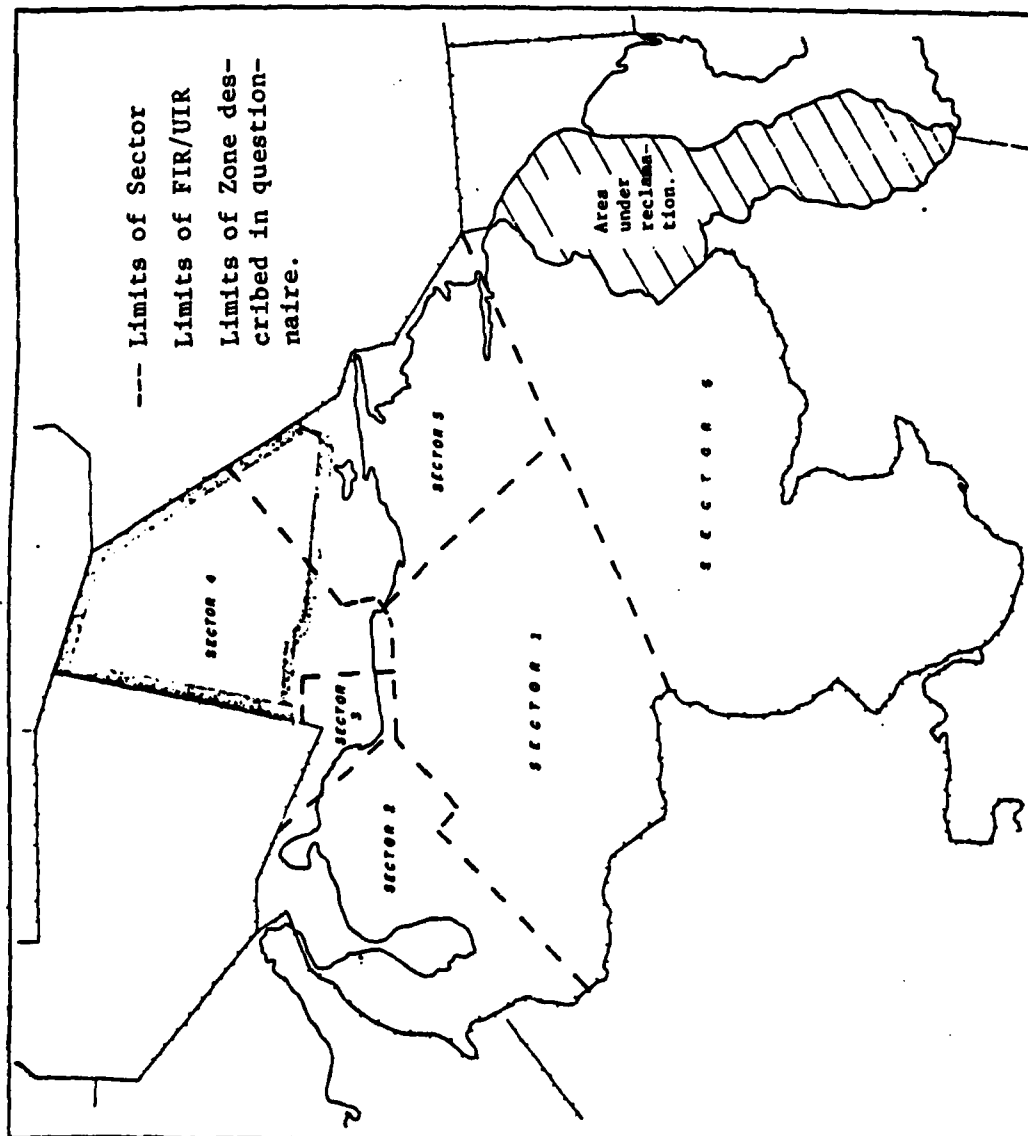 --- Limits of Sector
Limits of FIR/UIR
Limits of Zone des-
cribed in question-
naire.
SECTOR 4
SECTOR
3
SECTOR 2
SECTOR 5
SECTOR 1
SECTOR 6
Area
under
reclama-
tion.